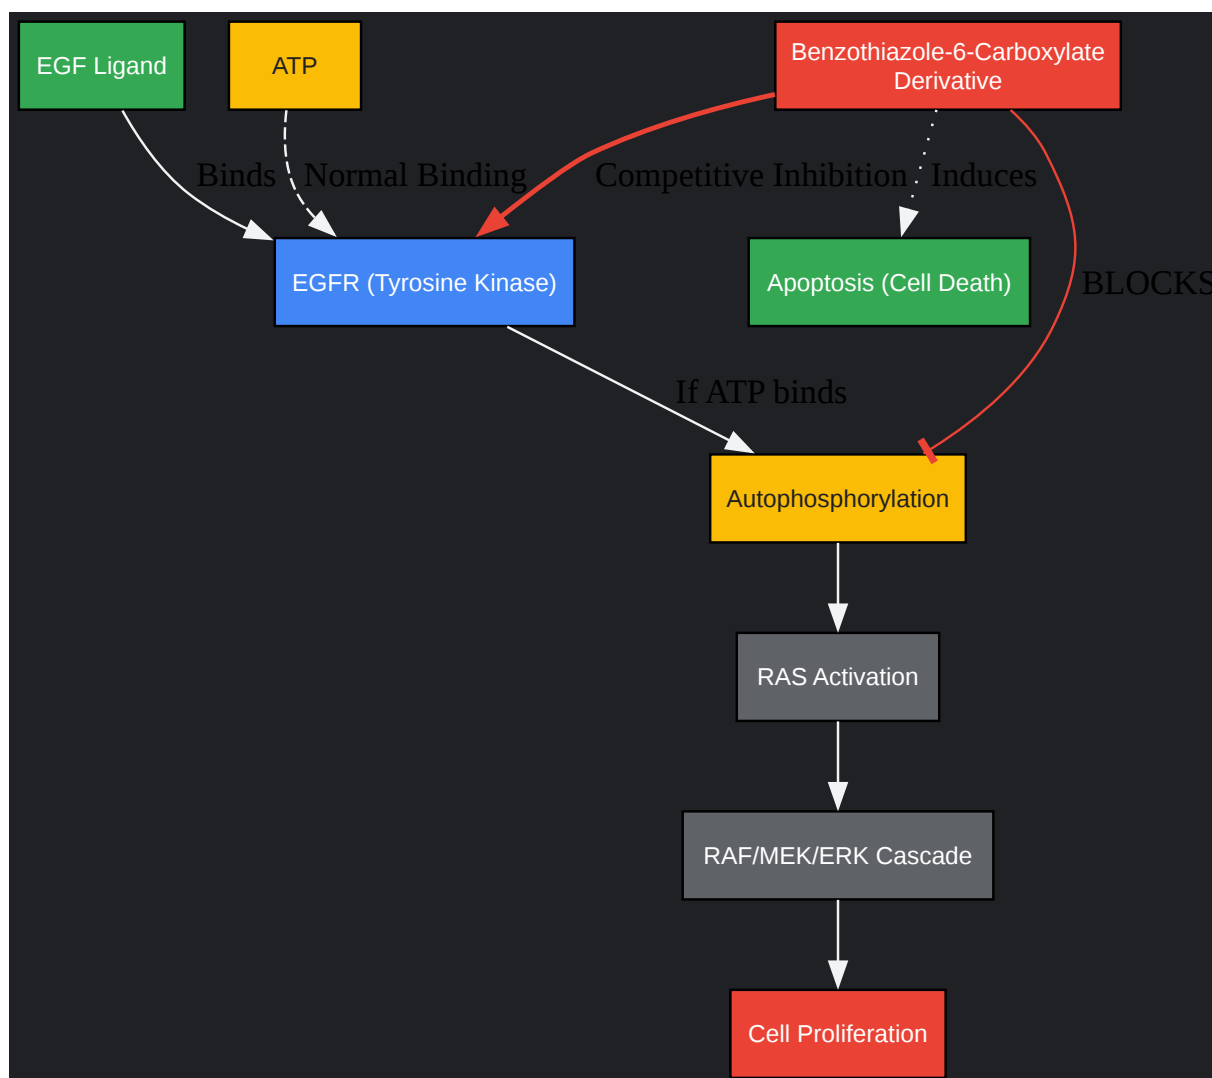 EGF Ligand
ATP
Benzothiazole-6-Carboxylate
Derivative
Binds
Normal Binding
Competitive Inhibition
Induces
EGFR (Tyrosine Kinase)
Apoptosis (Cell Death)
BLOCKS
If ATP binds
Autophosphorylation
RAS Activation
RAF/MEK/ERK Cascade
Cell Proliferation